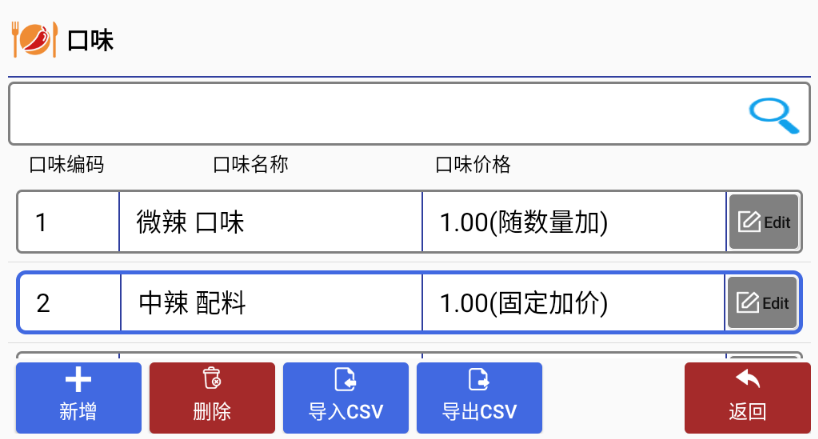 口味
口味编码 口味名称 口味价格
1 微辣 口味 1.00(随数量加) Edit
2 中辣 配料 1.00(固定加价) Edit
新增 删除 导入CSV 导出CSV 返回